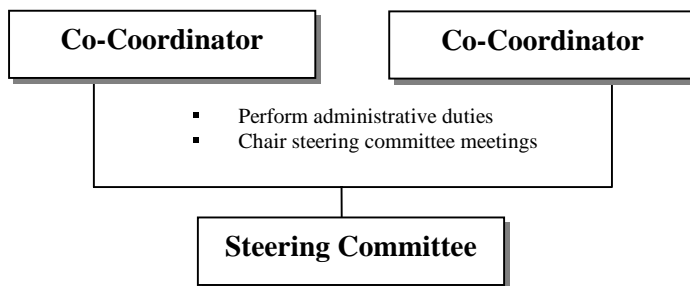 Co-Coordinator
Co-Coordinator
▪ Perform administrative duties
▪ Chair steering committee meetings
Steering Committee